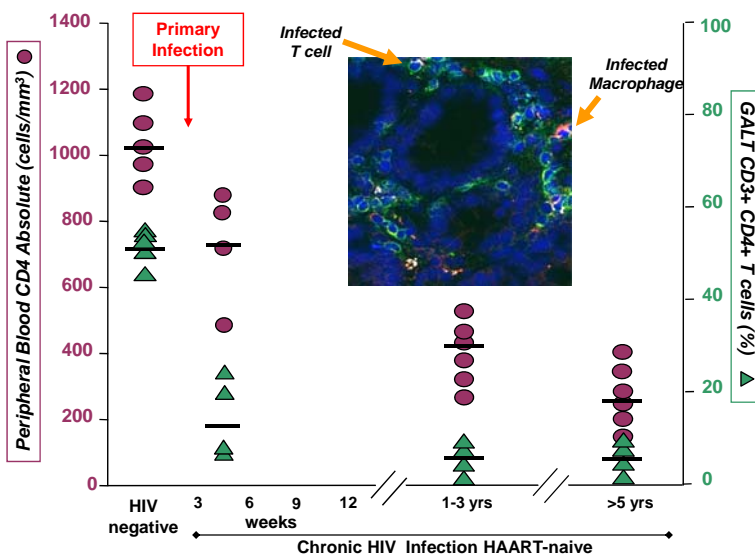 Peripheral Blood CD4 Absolute (cells/mm³)
1400
1200
1000
800
600
400
200
0
Primary
Infection
Infected
T cell
Infected
Macrophage
100
80
60
40
20
0
GALT CD3+ CD4+ T cells (%)
HIV
negative
3
6
9
12
weeks
1-3 yrs
>5 yrs
Chronic HIV Infection HAART-naive